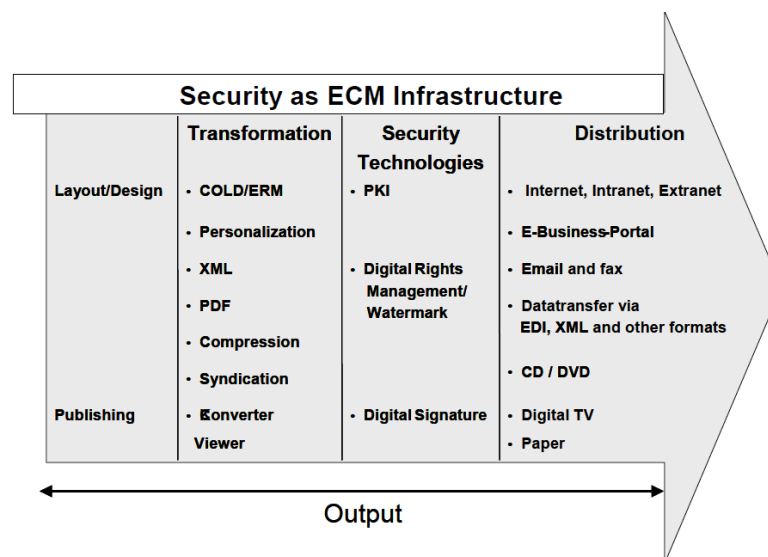 Security as ECM Infrastructure
Layout/Design
Publishing
Transformation
• COLD/ERM
• Personalization
• XML
• PDF
• Compression
• Syndication
• Converter
Viewer
Security
Technologies
• PKI
• Digital Rights
Management/
Watermark
• Digital Signature
Distribution
• Internet, Intranet, Extranet
• E-Business-Portal
• Email and fax
• Datatransfer via
EDI, XML and other formats
• CD / DVD
• Digital TV
• Paper
Output